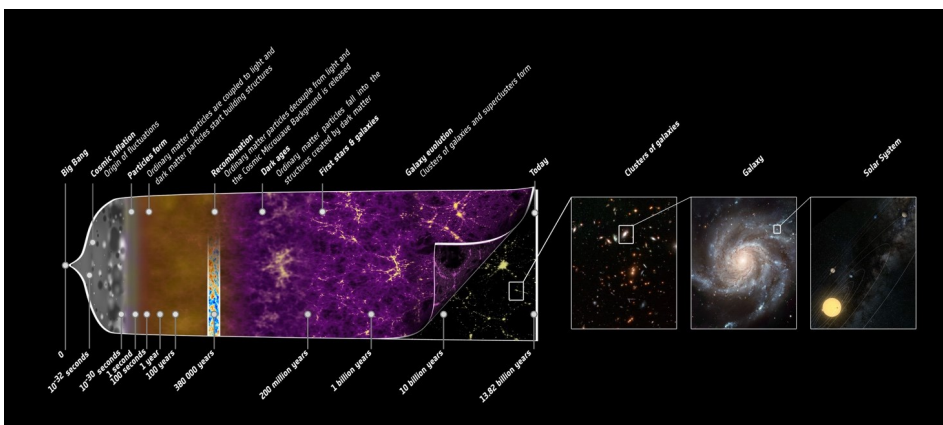 Big Bang
Cosmic inflation
Origin of fluctuations
Particles form
Ordinary matter particles are coupled to light and
dark matter particles start building structures
Recombination
Ordinary matter particles decouple from light and
the Cosmic Microwave Background is released
Dark ages
Ordinary matter particles fall into the
structures created by dark matter
First stars & galaxies
Galaxy evolution
Clusters of galaxies and superclusters form
Today
Clusters of galaxies
Galaxy
Solar System
0
10-32 seconds
10-30 seconds
1 second
100 seconds
1 year
100 years
380 000 years
200 million years
1 billion years
10 billion years
13.82 billion years